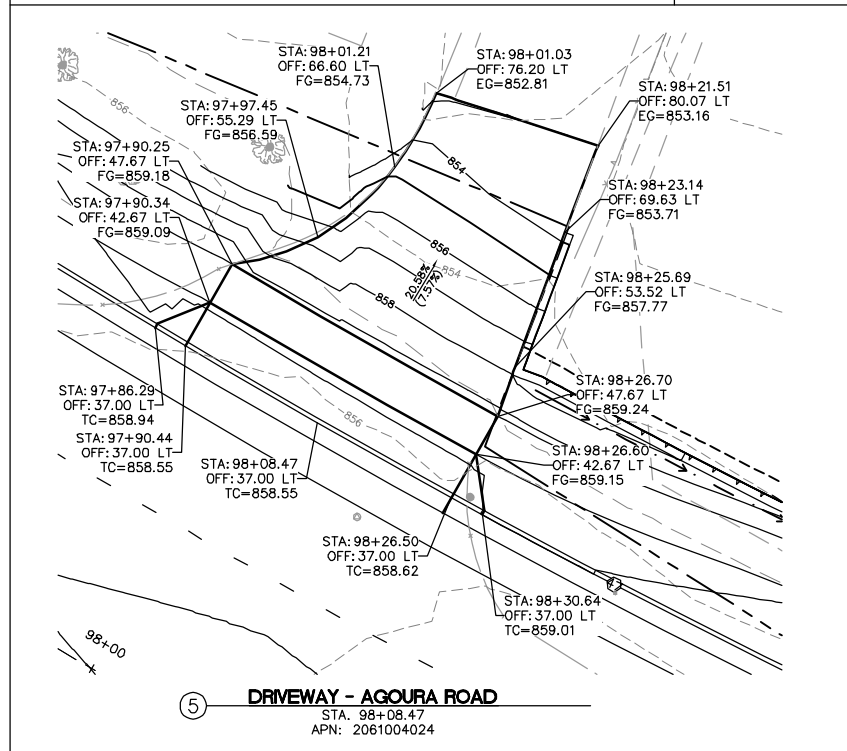 STA: 98+01.21
OFF: 66.60 LT
FG=854.73
STA: 98+01.03
OFF: 76.20 LT
EG=852.81
STA: 98+21.51
OFF: 80.07 LT
EG=853.16
STA: 97+97.45
OFF: 55.29 LT
FG=856.59
856
STA: 97+90.25
OFF: 47.67 LT
FG=859.18
854
STA: 98+23.14
OFF: 69.63 LT
FG=853.71
STA: 97+90.34
OFF: 42.67 LT
FG=859.09
856
854
20.58%
(7.57%)
858
STA: 98+25.69
OFF: 53.52 LT
FG=857.77
STA: 97+86.29
OFF: 37.00 LT
TC=858.94
STA: 98+26.70
OFF: 47.67 LT
FG=859.24
856
STA: 97+90.44
OFF: 37.00 LT
TC=858.55
STA: 98+08.47
OFF: 37.00 LT
TC=858.55
STA: 98+26.60
OFF: 42.67 LT
FG=859.15
STA: 98+26.50
OFF: 37.00 LT
TC=858.62
STA: 98+30.64
OFF: 37.00 LT
TC=859.01
98+00
5
DRIVEWAY - AGOURA ROAD
STA. 98+08.47
APN: 2061004024